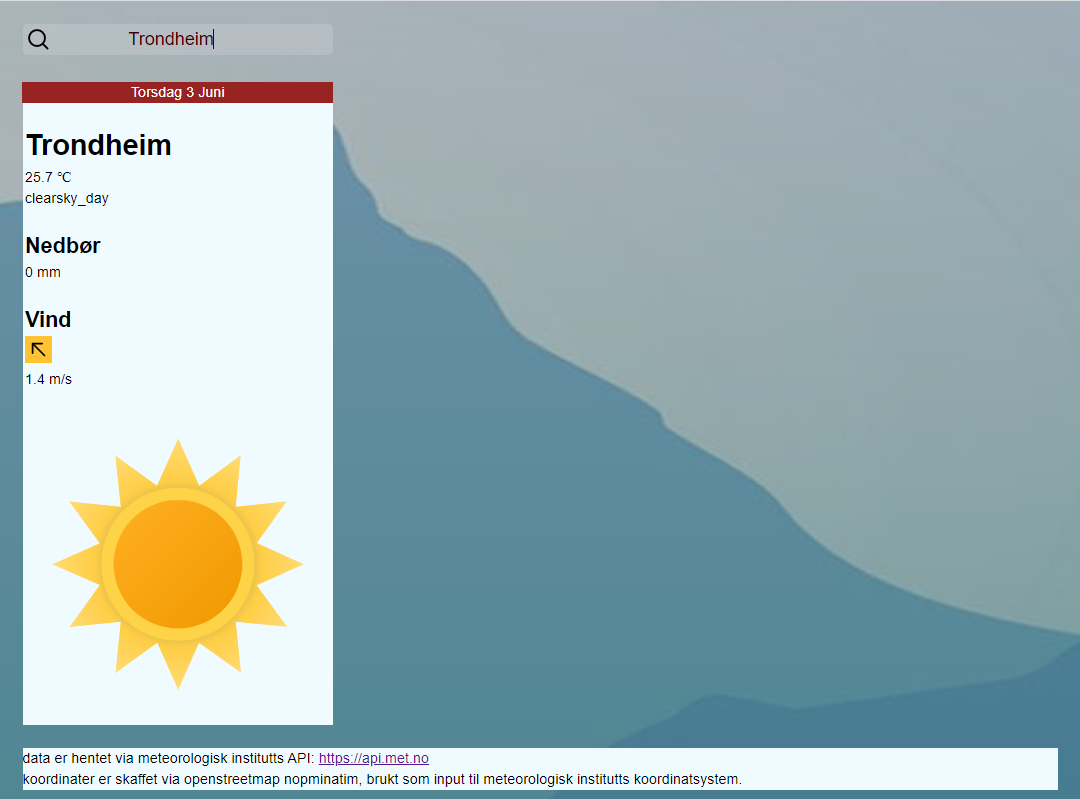 Trondheim
Torsdag 3 Juni
Trondheim
25.7 °C
clearsky_day
Nedbør
0 mm
Vind
1.4 m/s
data er hentet via meteorologisk institutts API: https://api.met.no
koordinater er skaffet via openstreetmap nopminatim, brukt som input til meteorologisk institutts koordinatsystem.